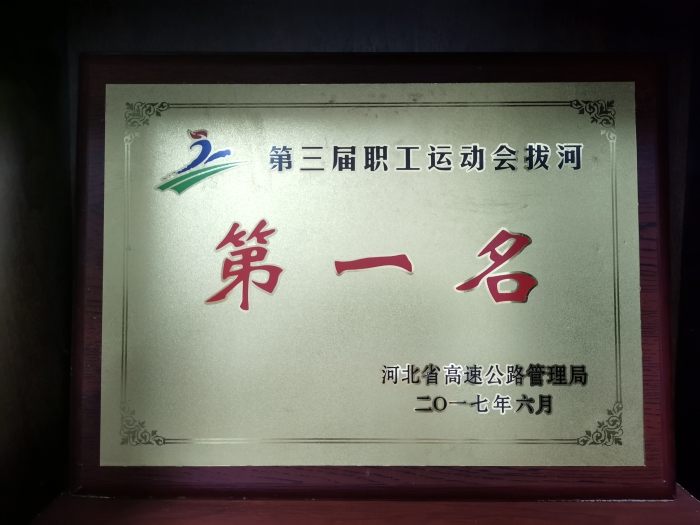 第三届职工运动会拔河
第一名
河北省高速公路管理局
二〇一七年六月